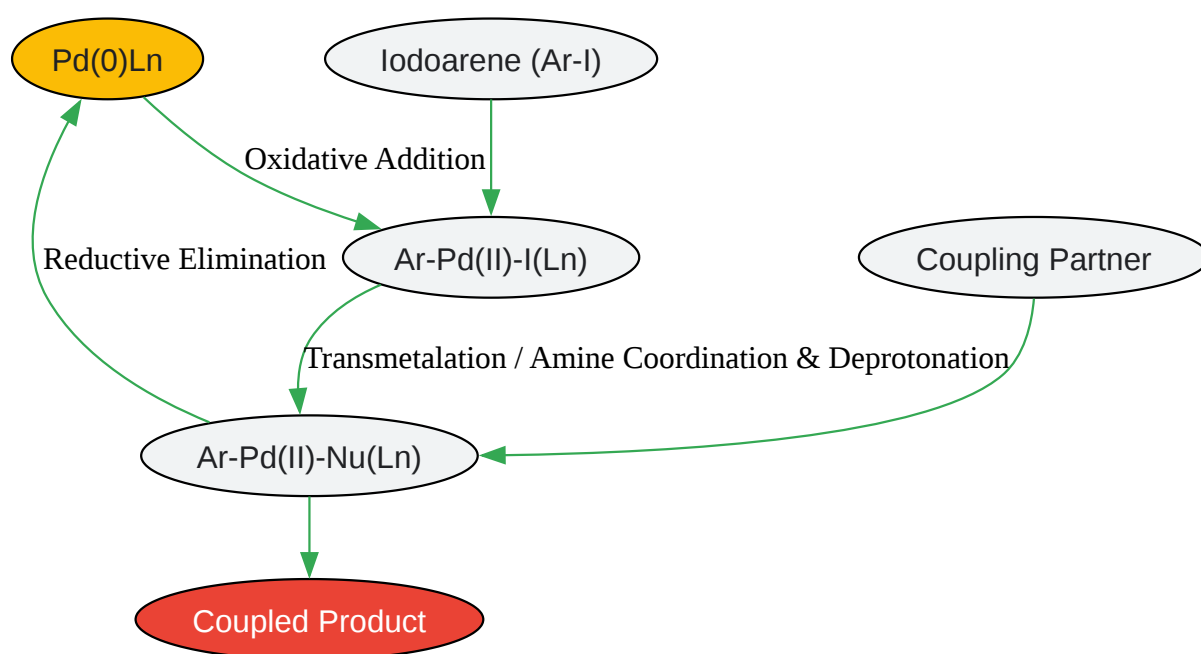 Pd(0)Ln
Iodoarene (Ar-I)
Oxidative Addition
Reductive Elimination
Ar-Pd(II)-I(Ln)
Coupling Partner
Transmetalation / Amine Coordination & Deprotonation
Ar-Pd(II)-Nu(Ln)
Coupled Product